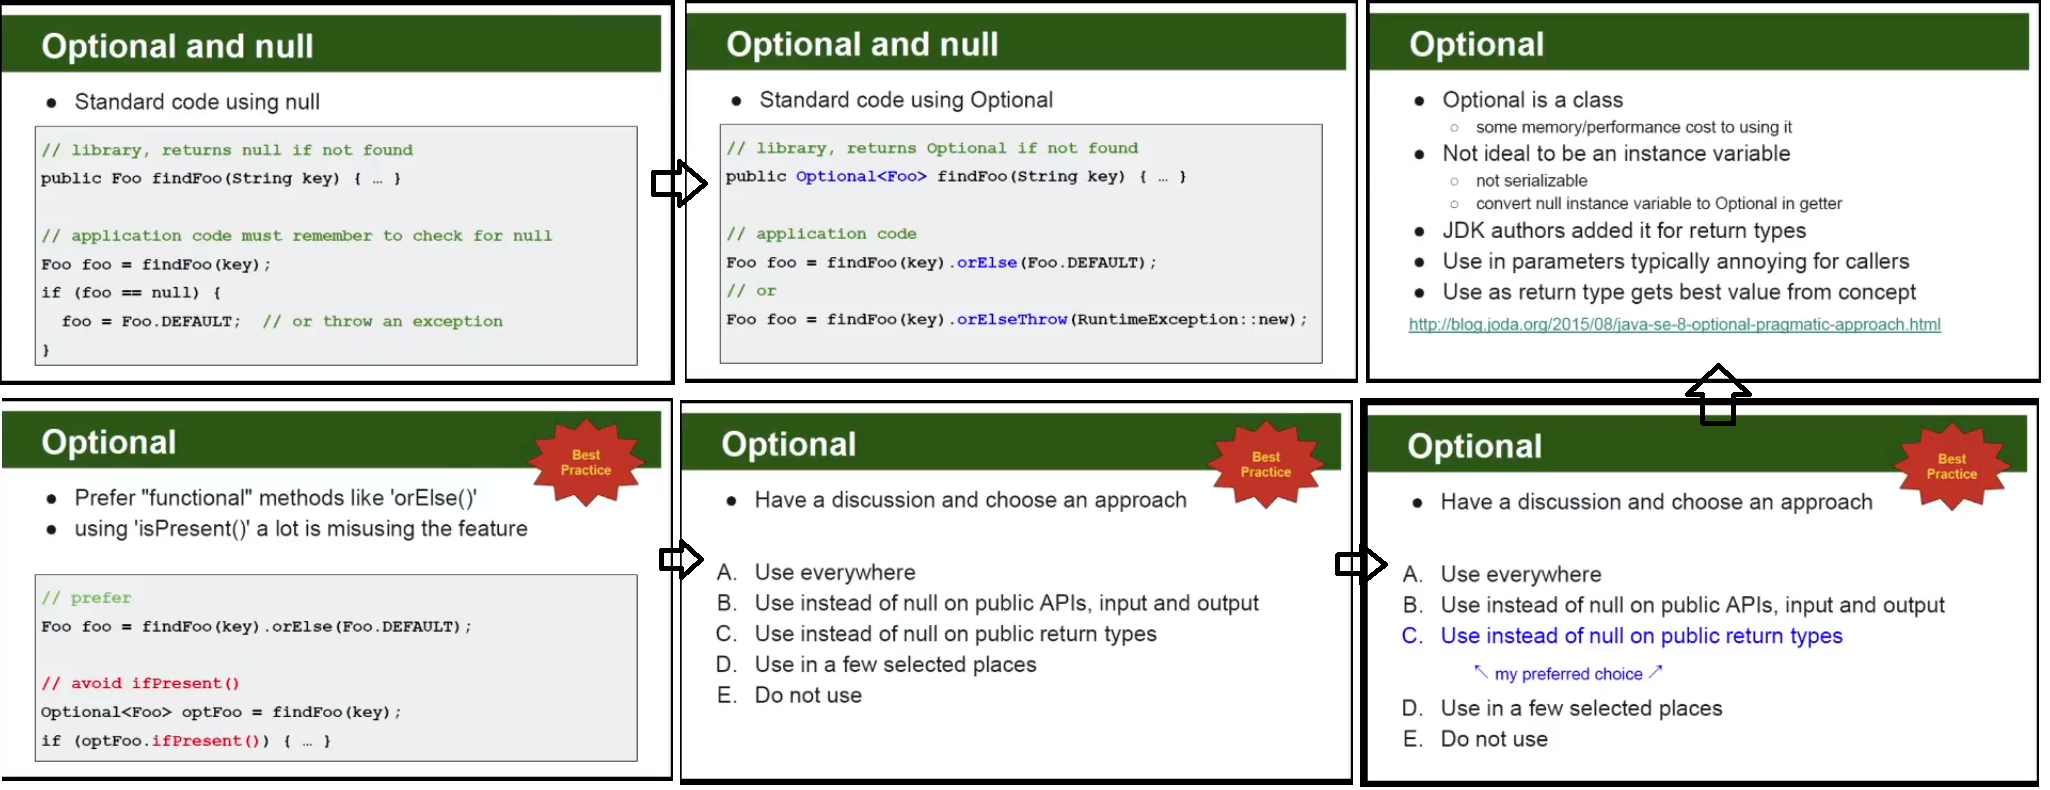 Optional and null
● Standard code using null
// library, returns null if not found
public Foo findFoo(String key) { … }
// application code must remember to check for null
Foo foo = findFoo(key);
if (foo == null) {
  foo = Foo.DEFAULT;  // or throw an exception
}
Optional and null
● Standard code using Optional
// library, returns Optional if not found
public Optional<Foo> findFoo(String key) { … }
// application code
Foo foo = findFoo(key).orElse(Foo.DEFAULT);
// or
Foo foo = findFoo(key).orElseThrow(RuntimeException::new);
Optional
● Optional is a class
○ some memory/performance cost to using it
● Not ideal to be an instance variable
○ not serializable
○ convert null instance variable to Optional in getter
● JDK authors added it for return types
● Use in parameters typically annoying for callers
● Use as return type gets best value from concept
http://blog.joda.org/2015/08/java-se-8-optional-pragmatic-approach.html
Optional
Best
Practice
● Prefer "functional" methods like 'orElse()'
● using 'isPresent()' a lot is misusing the feature
// prefer
Foo foo = findFoo(key).orElse(Foo.DEFAULT);
// avoid ifPresent()
Optional<Foo> optFoo = findFoo(key);
if (optFoo.ifPresent()) { … }
Optional
Best
Practice
● Have a discussion and choose an approach
A. Use everywhere
B. Use instead of null on public APIs, input and output
C. Use instead of null on public return types
D. Use in a few selected places
E. Do not use
Optional
Best
Practice
● Have a discussion and choose an approach
A. Use everywhere
B. Use instead of null on public APIs, input and output
C. Use instead of null on public return types
↖ my preferred choice ↗
D. Use in a few selected places
E. Do not use